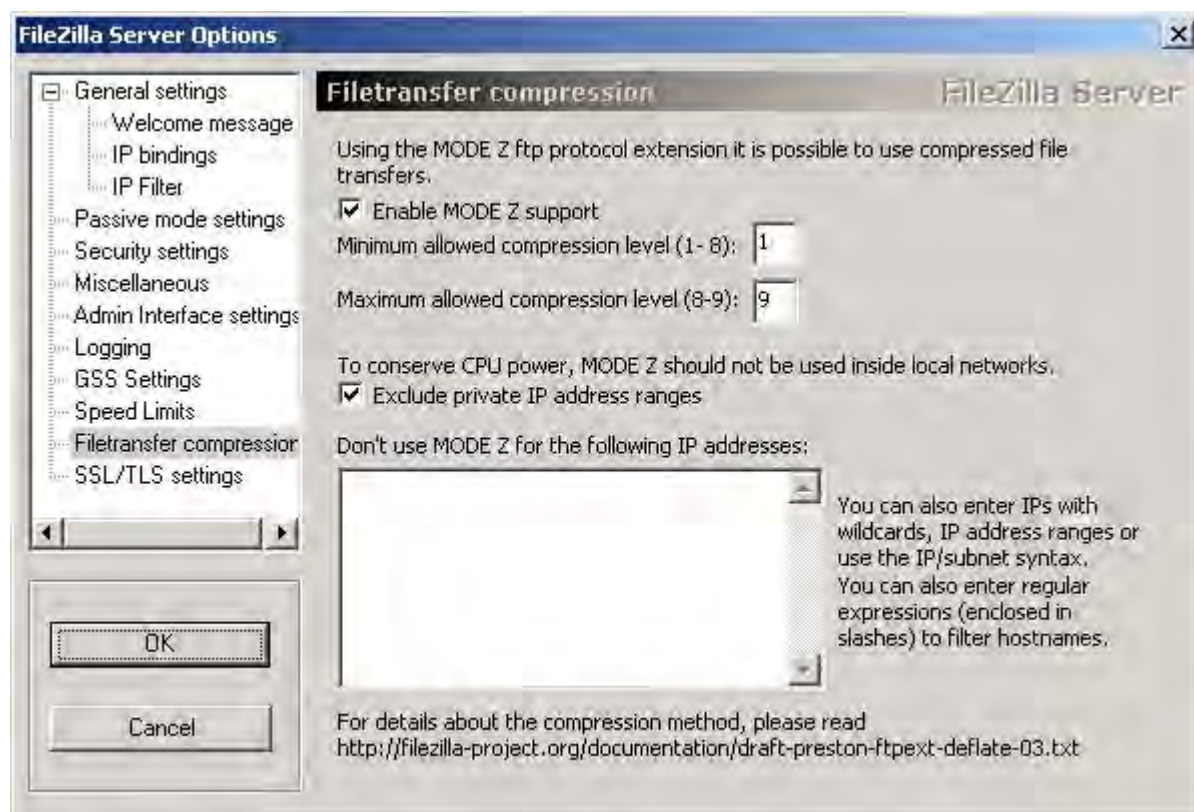 FileZilla Server Options
General settings
Welcome message
IP bindings
IP Filter
Passive mode settings
Security settings
Miscellaneous
Admin Interface settings
Logging
GSS Settings
Speed Limits
Filetransfer compression
SSL/TLS settings
OK
Cancel
Filetransfer compression
FileZilla Server
Using the MODE Z ftp protocol extension it is possible to use compressed file
transfers.
Enable MODE Z support
Minimum allowed compression level (1- 8): 1
Maximum allowed compression level (8-9): 9
To conserve CPU power, MODE Z should not be used inside local networks.
Exclude private IP address ranges
Don't use MODE Z for the following IP addresses:
You can also enter IPs with
wildcards, IP address ranges or
use the IP/subnet syntax.
You can also enter regular
expressions (enclosed in
slashes) to filter hostnames.
For details about the compression method, please read
http://filezilla-project.org/documentation/draft-preston-ftpext-deflate-03.txt